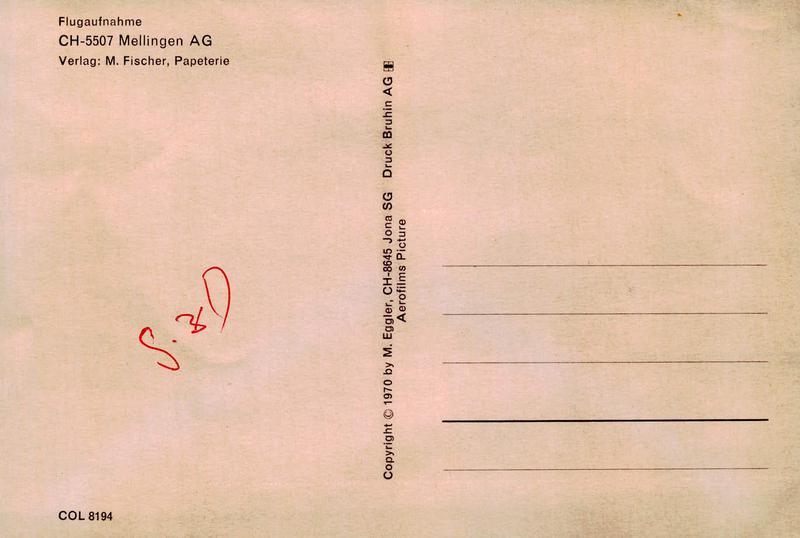 Flugaufnahme
CH-5507 Mellingen AG
Verlag: M. Fischer, Papeterie
Copyright © 1970 by M. Eggler, CH-8645 Jona SG Druck Bruhin AG
Aerofilms Picture
COL 8194